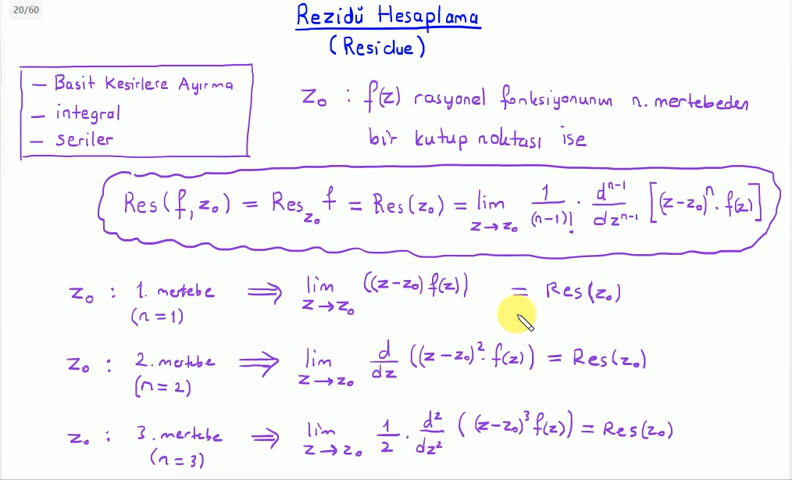 20/60
Rezidü Hesaplama
(Residue)
— Basit Kesirlere Ayırma
— integral
— seriler
z₀ : f(z) rasyonel fonksiyonunun n. mertebeden
bir kutup noktası ise
Res(f, z₀) = Res_{z₀} f = Res(z₀) = lim_{z→z₀} 1/(n-1)! · d^{n-1}/dz^{n-1} [(z-z₀)^n · f(z)]
z₀ : 1. mertebe ⟹ lim_{z→z₀} ((z-z₀) f(z)) = Res(z₀)
(n=1)
z₀ : 2. mertebe ⟹ lim_{z→z₀} d/dz ((z-z₀)² · f(z)) = Res(z₀)
(n=2)
z₀ : 3. mertebe ⟹ lim_{z→z₀} 1/2 · d²/dz² ((z-z₀)³ f(z)) = Res(z₀)
(n=3)